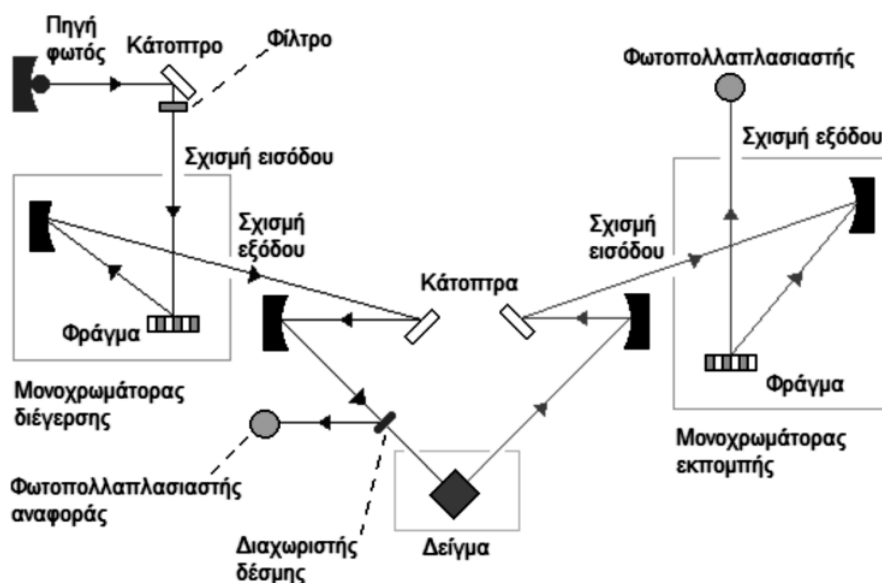 Πηγή
φωτός
Κάτοπτρο
Φίλτρο
Φωτοπολλαπλασιαστής
Σχισμή εισόδου
Σχισμή εξόδου
Σχισμή
εξόδου
Σχισμή
εισόδου
Κάτοπτρα
Φράγμα
Φράγμα
Μονοχρωμάτορας
διέγερσης
Μονοχρωμάτορας
εκπομπής
Φωτοπολλαπλασιαστής
αναφοράς
Διαχωριστής
δέσμης
Δείγμα